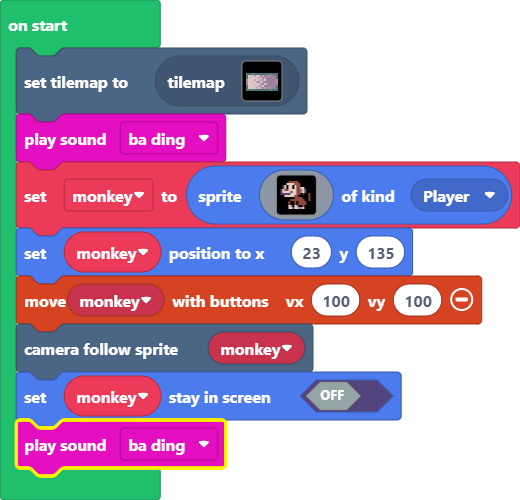 on start
set tilemap to tilemap
play sound ba ding
set monkey to sprite of kind Player
set monkey position to x 23 y 135
move monkey with buttons vx 100 vy 100
camera follow sprite monkey
set monkey stay in screen OFF
play sound ba ding